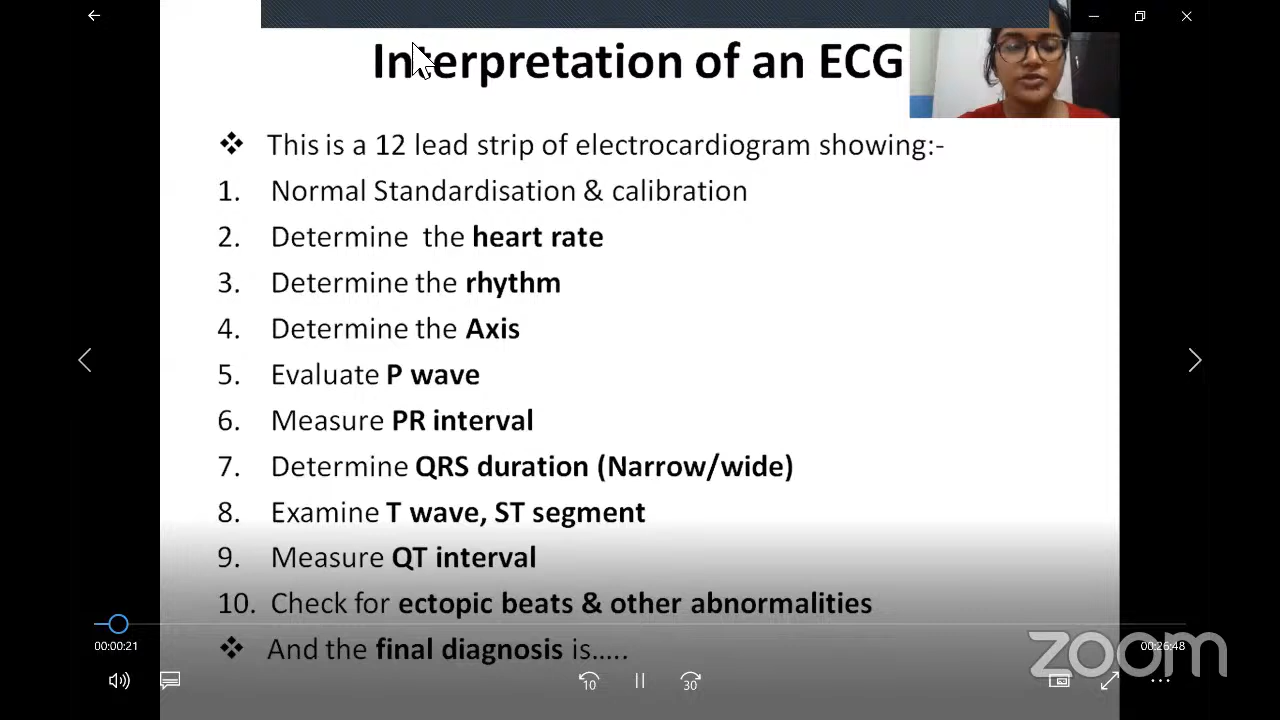 Interpretation of an ECG
❖ This is a 12 lead strip of electrocardiogram showing:-
1. Normal Standardisation & calibration
2. Determine the heart rate
3. Determine the rhythm
4. Determine the Axis
5. Evaluate P wave
6. Measure PR interval
7. Determine QRS duration (Narrow/wide)
8. Examine T wave, ST segment
9. Measure QT interval
10. Check for ectopic beats & other abnormalities
❖ And the final diagnosis is.....
00:00:21
00:26:48
zoom
10
30